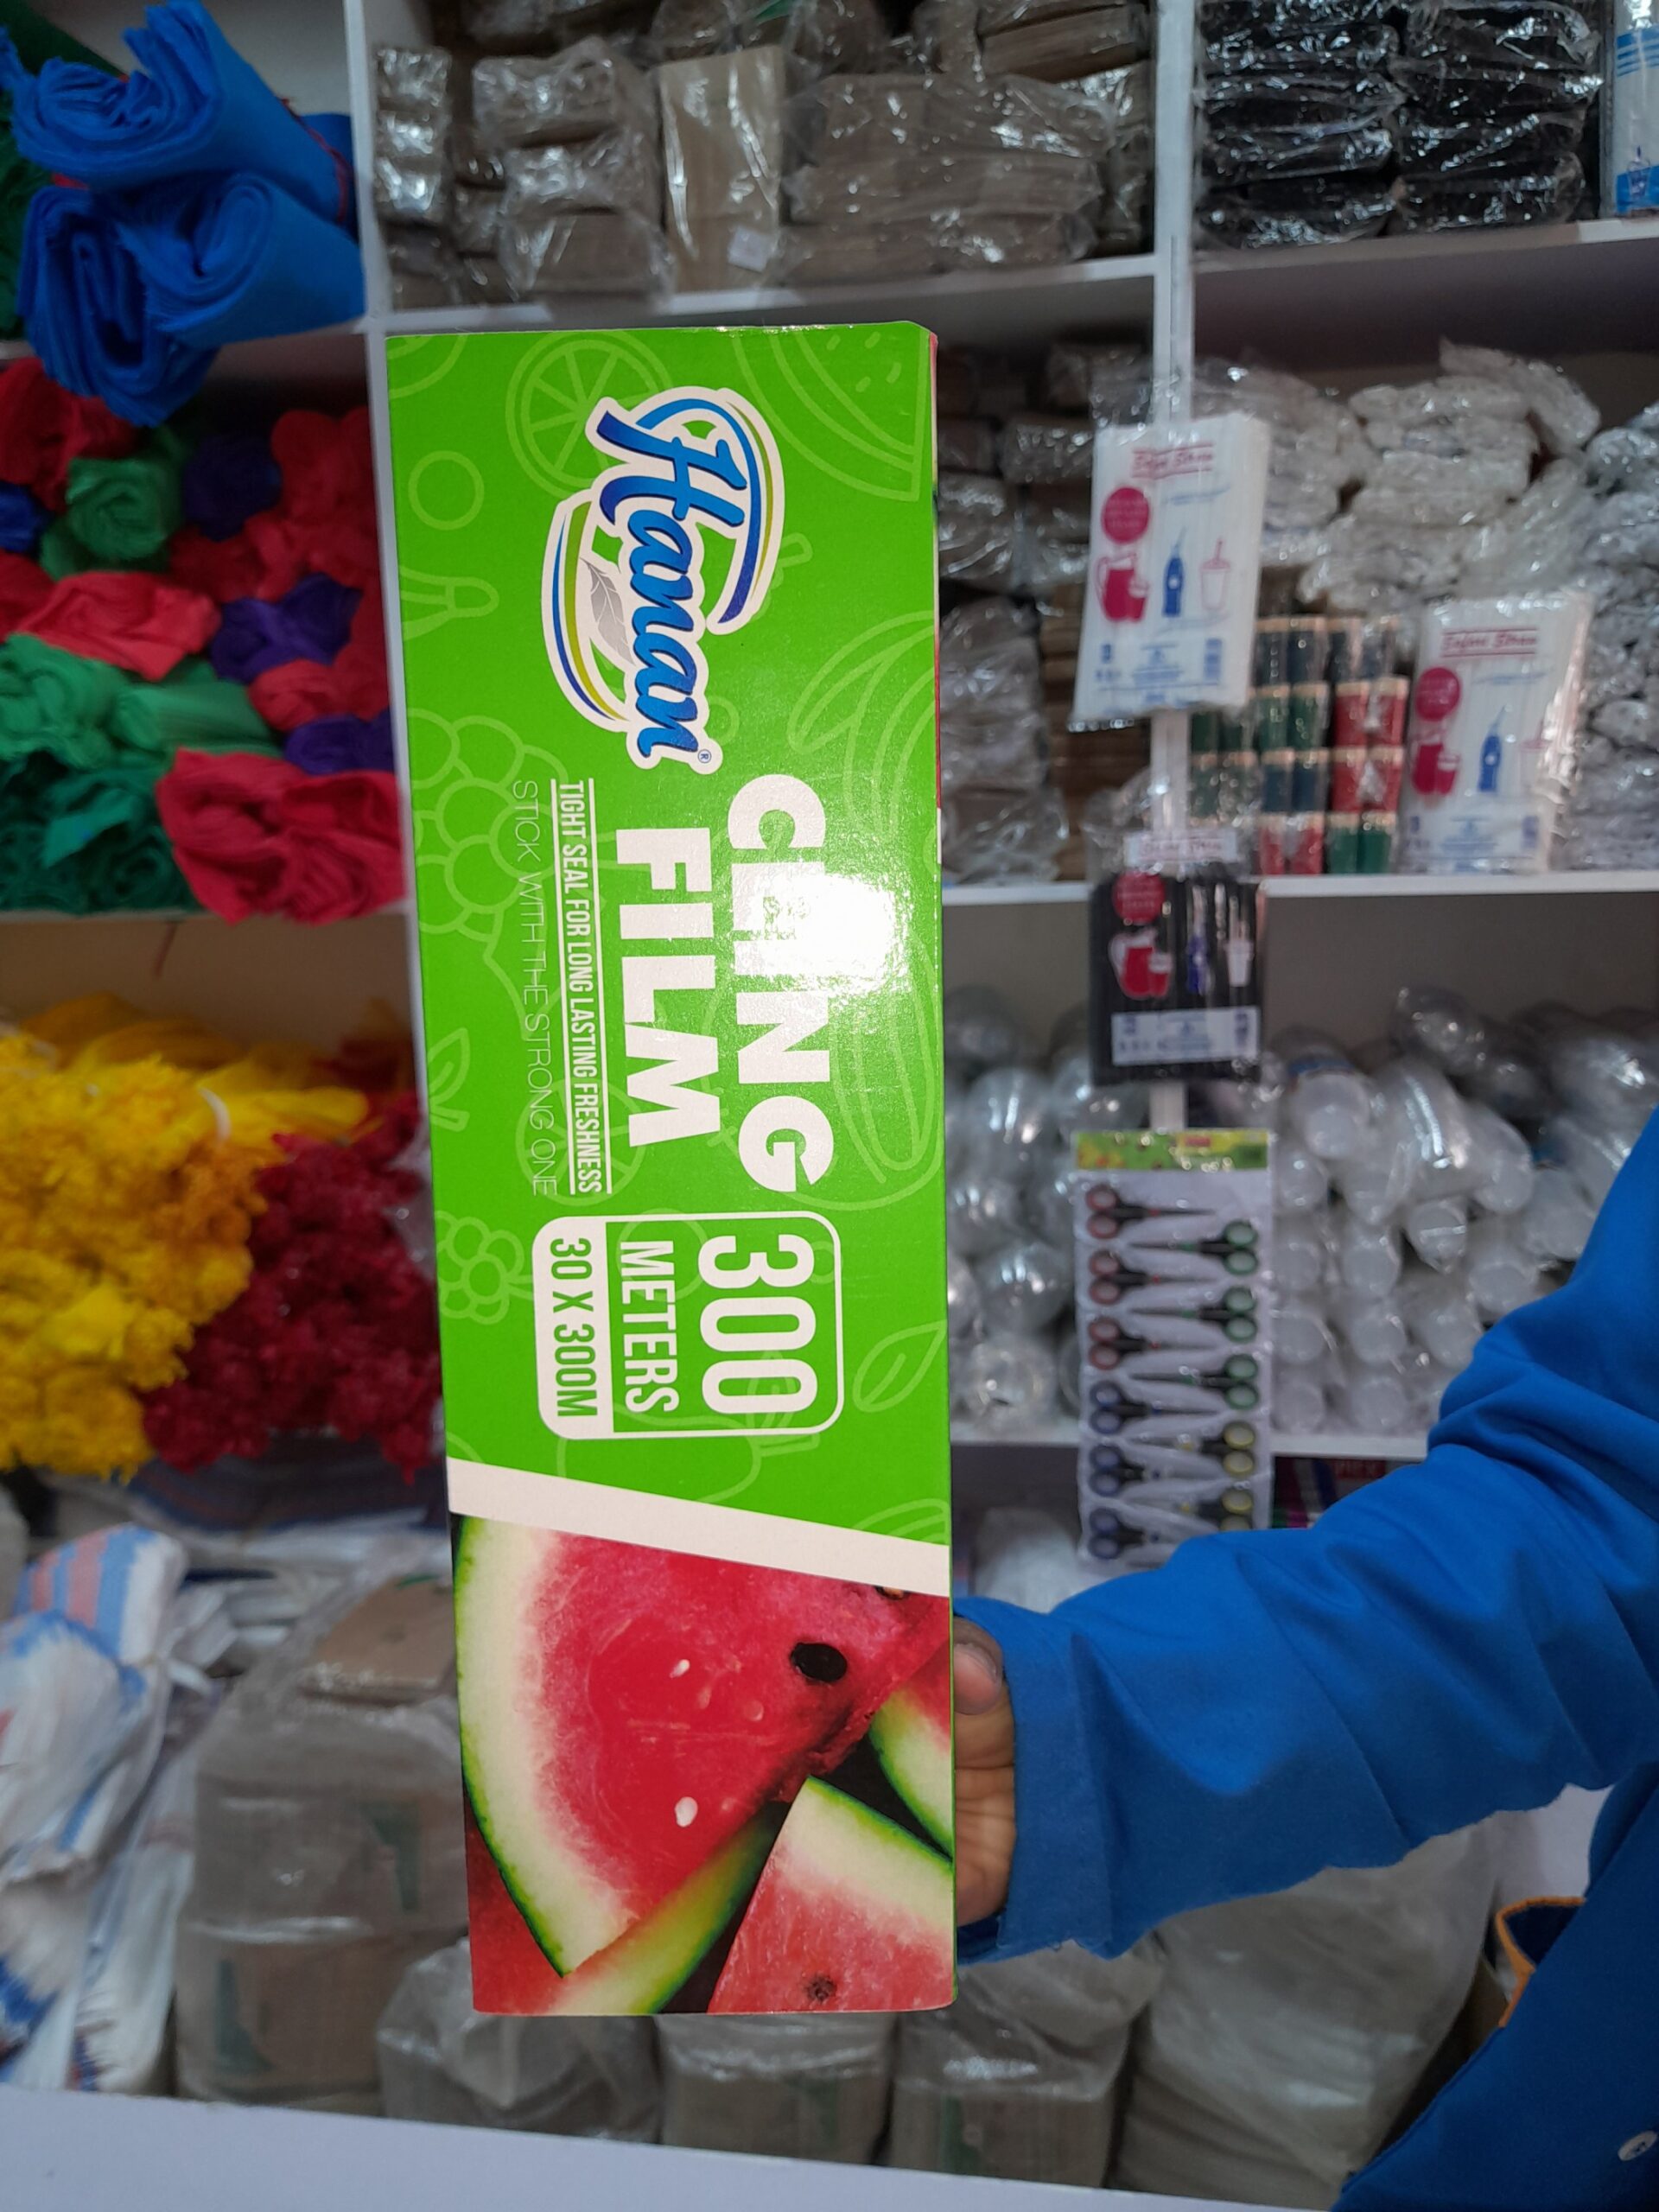 Hanan®
CLING
FILM
TIGHT SEAL FOR LONG LASTING FRESHNESS
STICK WITH THE STRONG ONE
300
METERS
30 X 300M